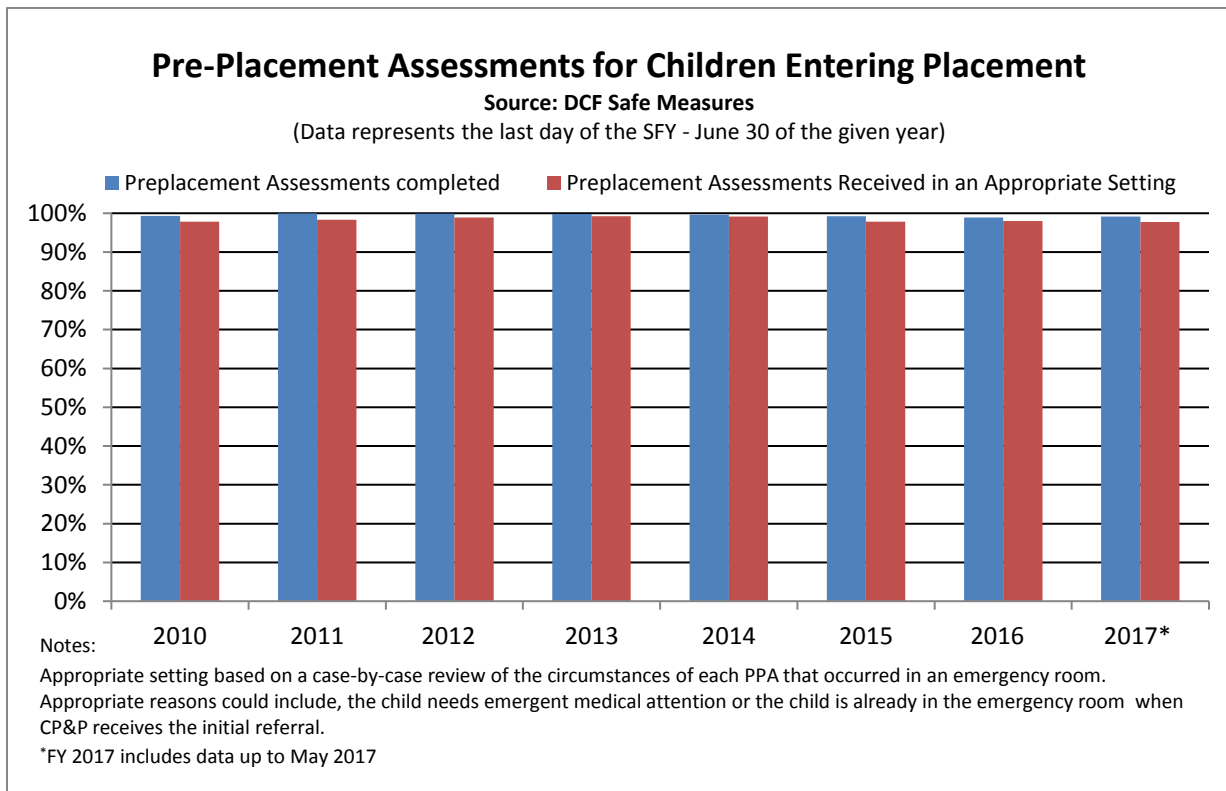 Pre-Placement Assessments for Children Entering Placement
Source: DCF Safe Measures
(Data represents the last day of the SFY - June 30 of the given year)
Preplacement Assessments completed Preplacement Assessments Received in an Appropriate Setting
100%
90%
80%
70%
60%
50%
40%
30%
20%
10%
0%
2010 2011 2012 2013 2014 2015 2016 2017*
Notes:
Appropriate setting based on a case-by-case review of the circumstances of each PPA that occurred in an emergency room.
Appropriate reasons could include, the child needs emergent medical attention or the child is already in the emergency room when
CP&P receives the initial referral.
*FY 2017 includes data up to May 2017